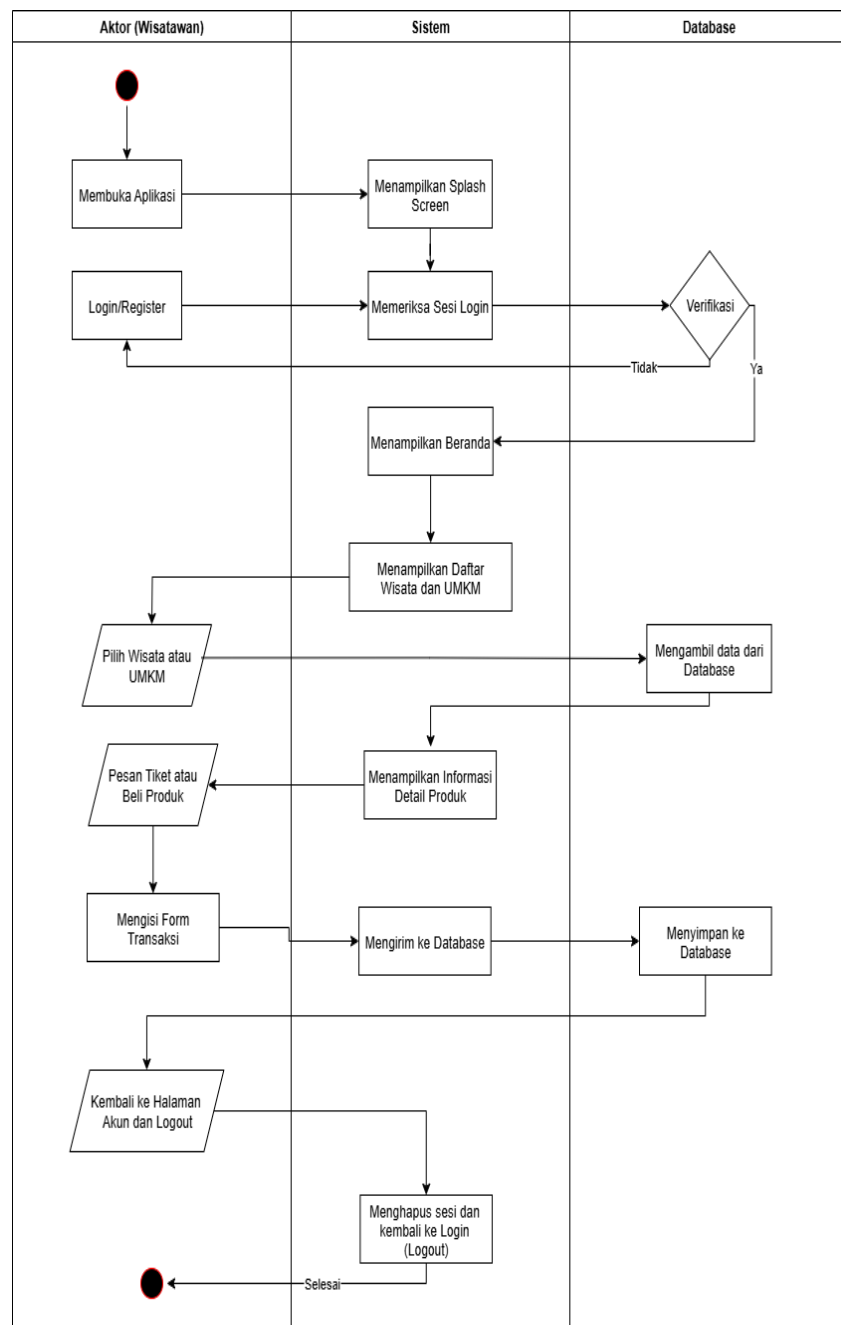 Aktor (Wisatawan)
Sistem
Database
Membuka Aplikasi
Menampilkan Splash
Screen
Login/Register
Memeriksa Sesi Login
Verifikasi
Tidak
Ya
Menampilkan Beranda
Menampilkan Daftar
Wisata dan UMKM
Pilih Wisata atau
UMKM
Mengambil data dari
Database
Menampilkan Informasi
Detail Produk
Pesan Tiket atau
Beli Produk
Mengisi Form
Transaksi
Mengirim ke Database
Menyimpan ke
Database
Kembali ke Halaman
Akun dan Logout
Menghapus sesi dan
kembali ke Login
(Logout)
Selesai